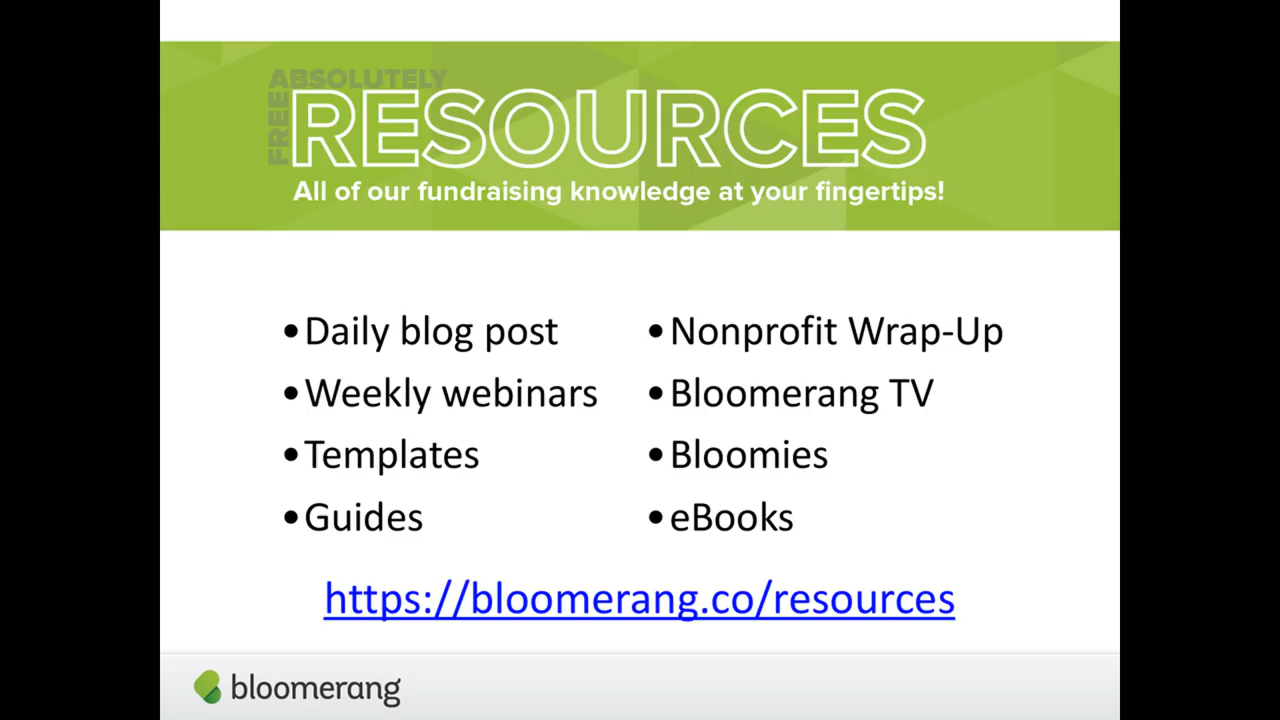 ABSOLUTELY
FREE
RESOURCES
All of our fundraising knowledge at your fingertips!
•Daily blog post
•Weekly webinars
•Templates
•Guides
•Nonprofit Wrap-Up
•Bloomerang TV
•Bloomies
•eBooks
https://bloomerang.co/resources
bloomerang